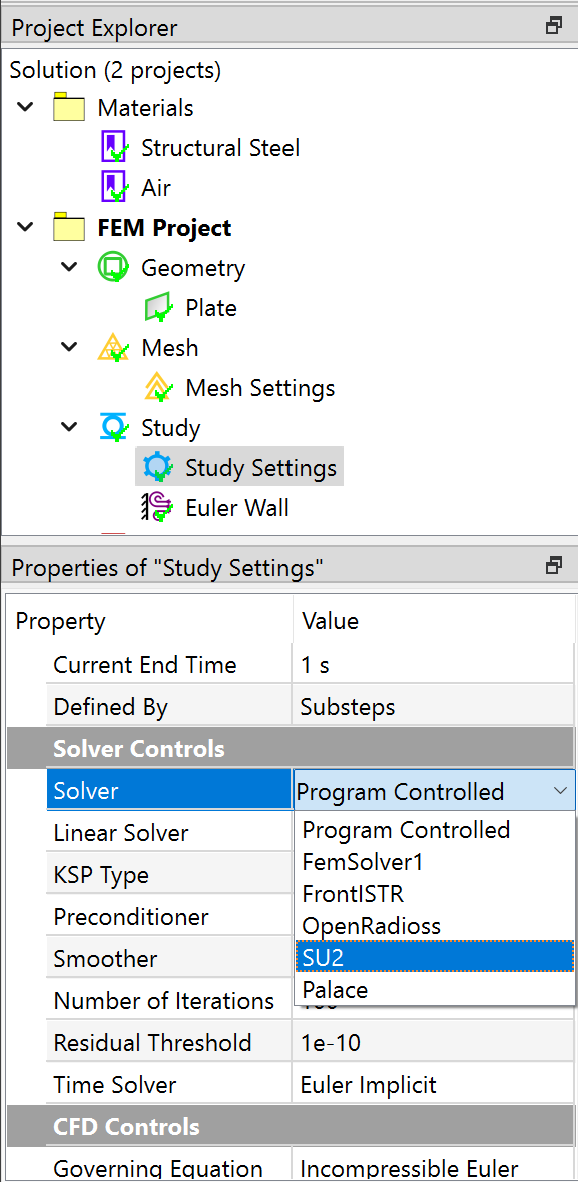 Project Explorer
Solution (2 projects)
Materials
Structural Steel
Air
FEM Project
Geometry
Plate
Mesh
Mesh Settings
Study
Study Settings
Euler Wall
Properties of "Study Settings"
Property Value
Current End Time 1 s
Defined By Substeps
Solver Controls
Solver Program Controlled
Linear Solver Program Controlled
KSP Type FemSolver1
FrontISTR
Preconditioner OpenRadioss
Smoother SU2
Number of Iterations Palace
Residual Threshold 1e-10
Time Solver Euler Implicit
CFD Controls
Governing Equation Incompressible Euler